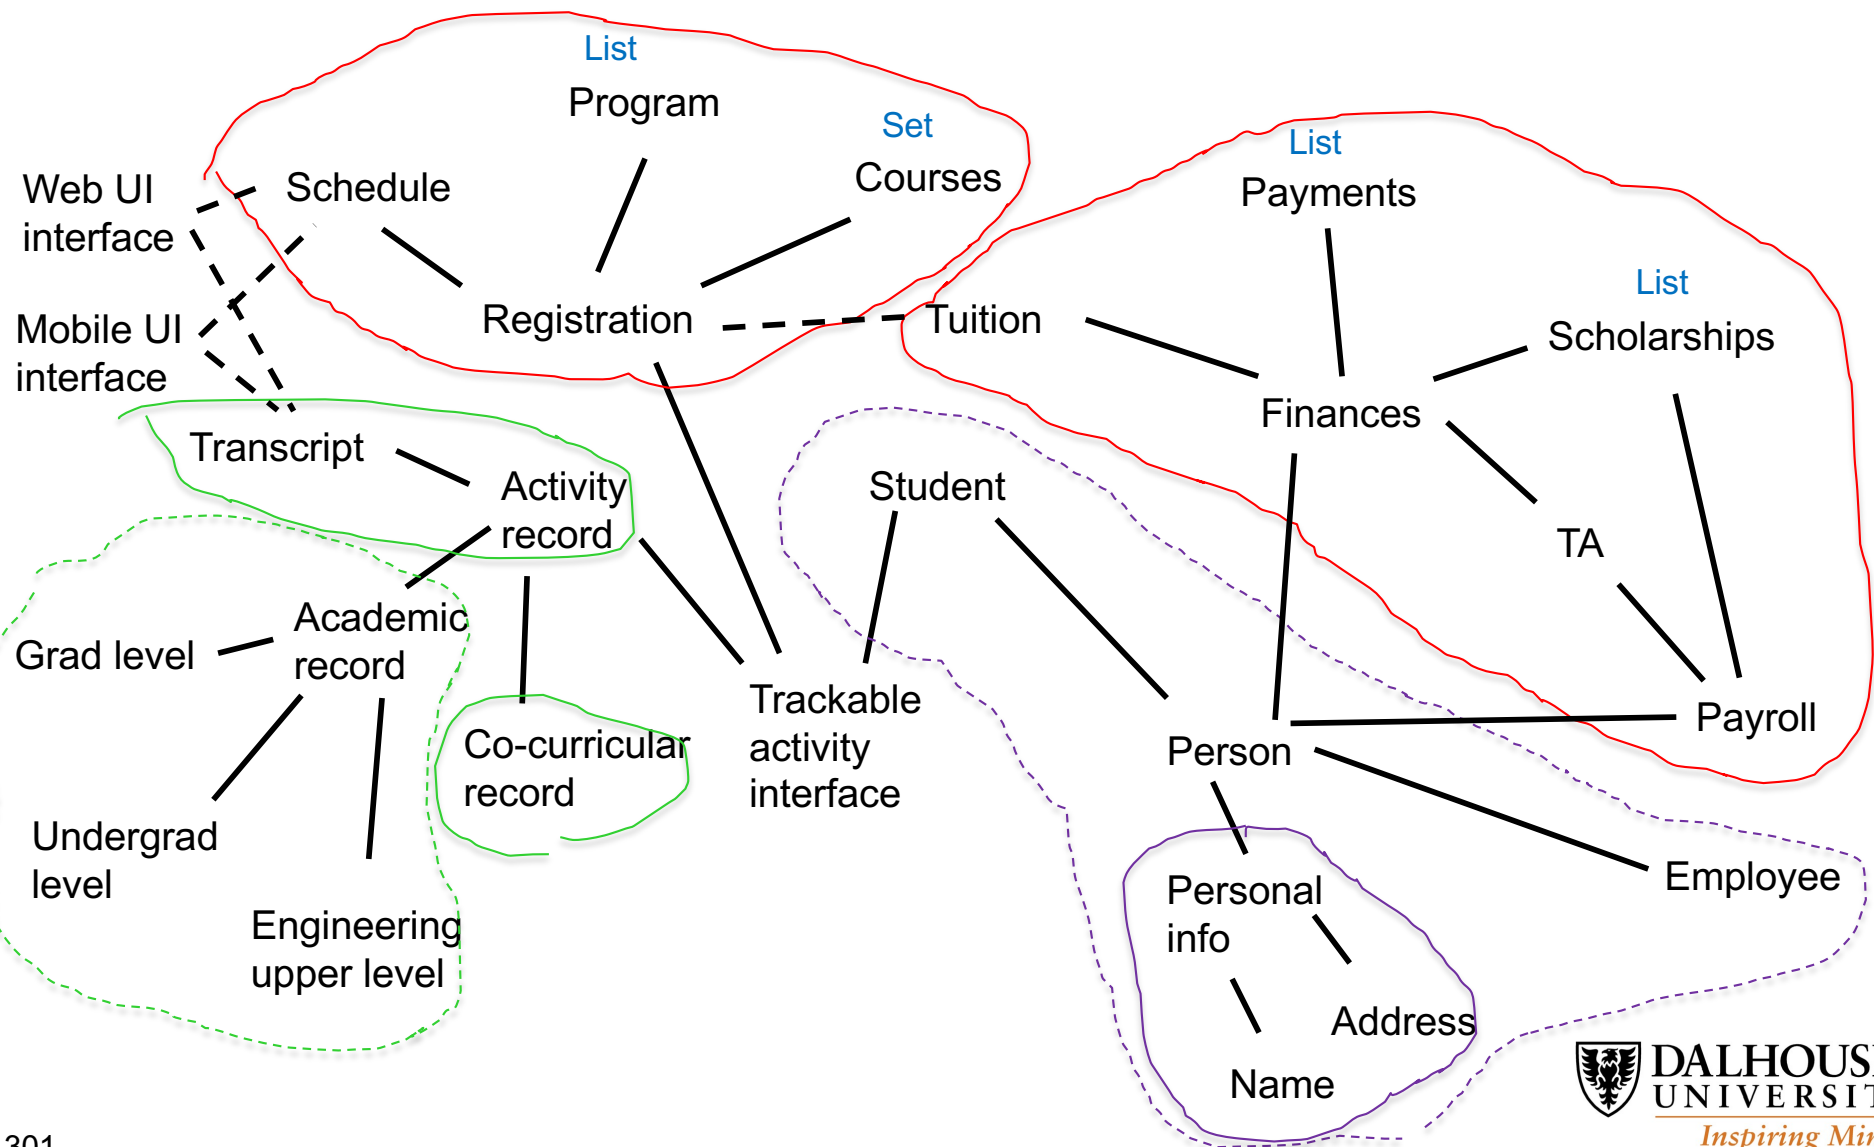 List
Program
Set
Courses
List
Payments
Web UI
interface
Schedule
List
Scholarships
Mobile UI
interface
Registration
Tuition
Finances
Transcript
Activity
record
Student
TA
Grad level
Academic
record
Trackable
activity
interface
Co-curricular
record
Person
Payroll
Undergrad
level
Engineering
upper level
Personal
info
Employee
Address
Name
UNIVERSIT
Inspiring
301